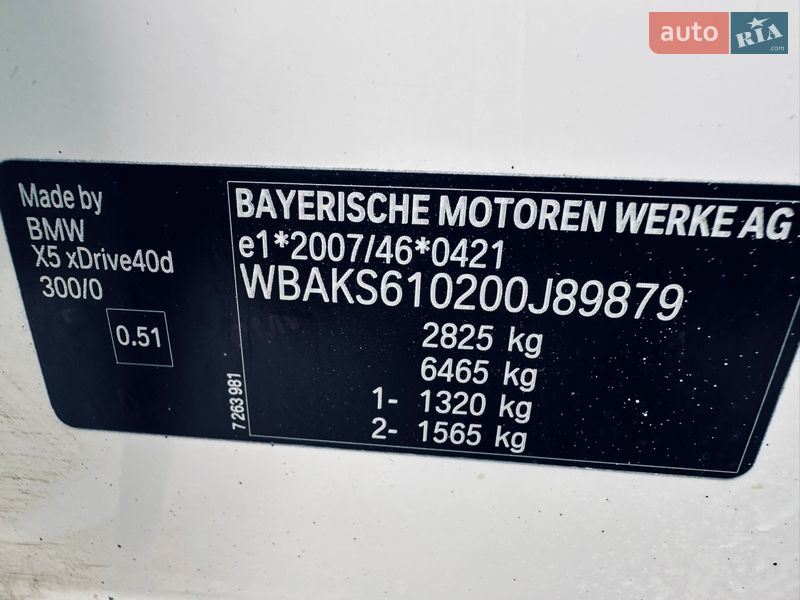 auto RIA .com
Made by
BMW
X5 xDrive40d
300/0
0.51
7 263 981
BAYERISCHE MOTOREN WERKE AG
e1*2007/46*0421
WBAKS610200J89879
2825 kg
6465 kg
1- 1320 kg
2- 1565 kg